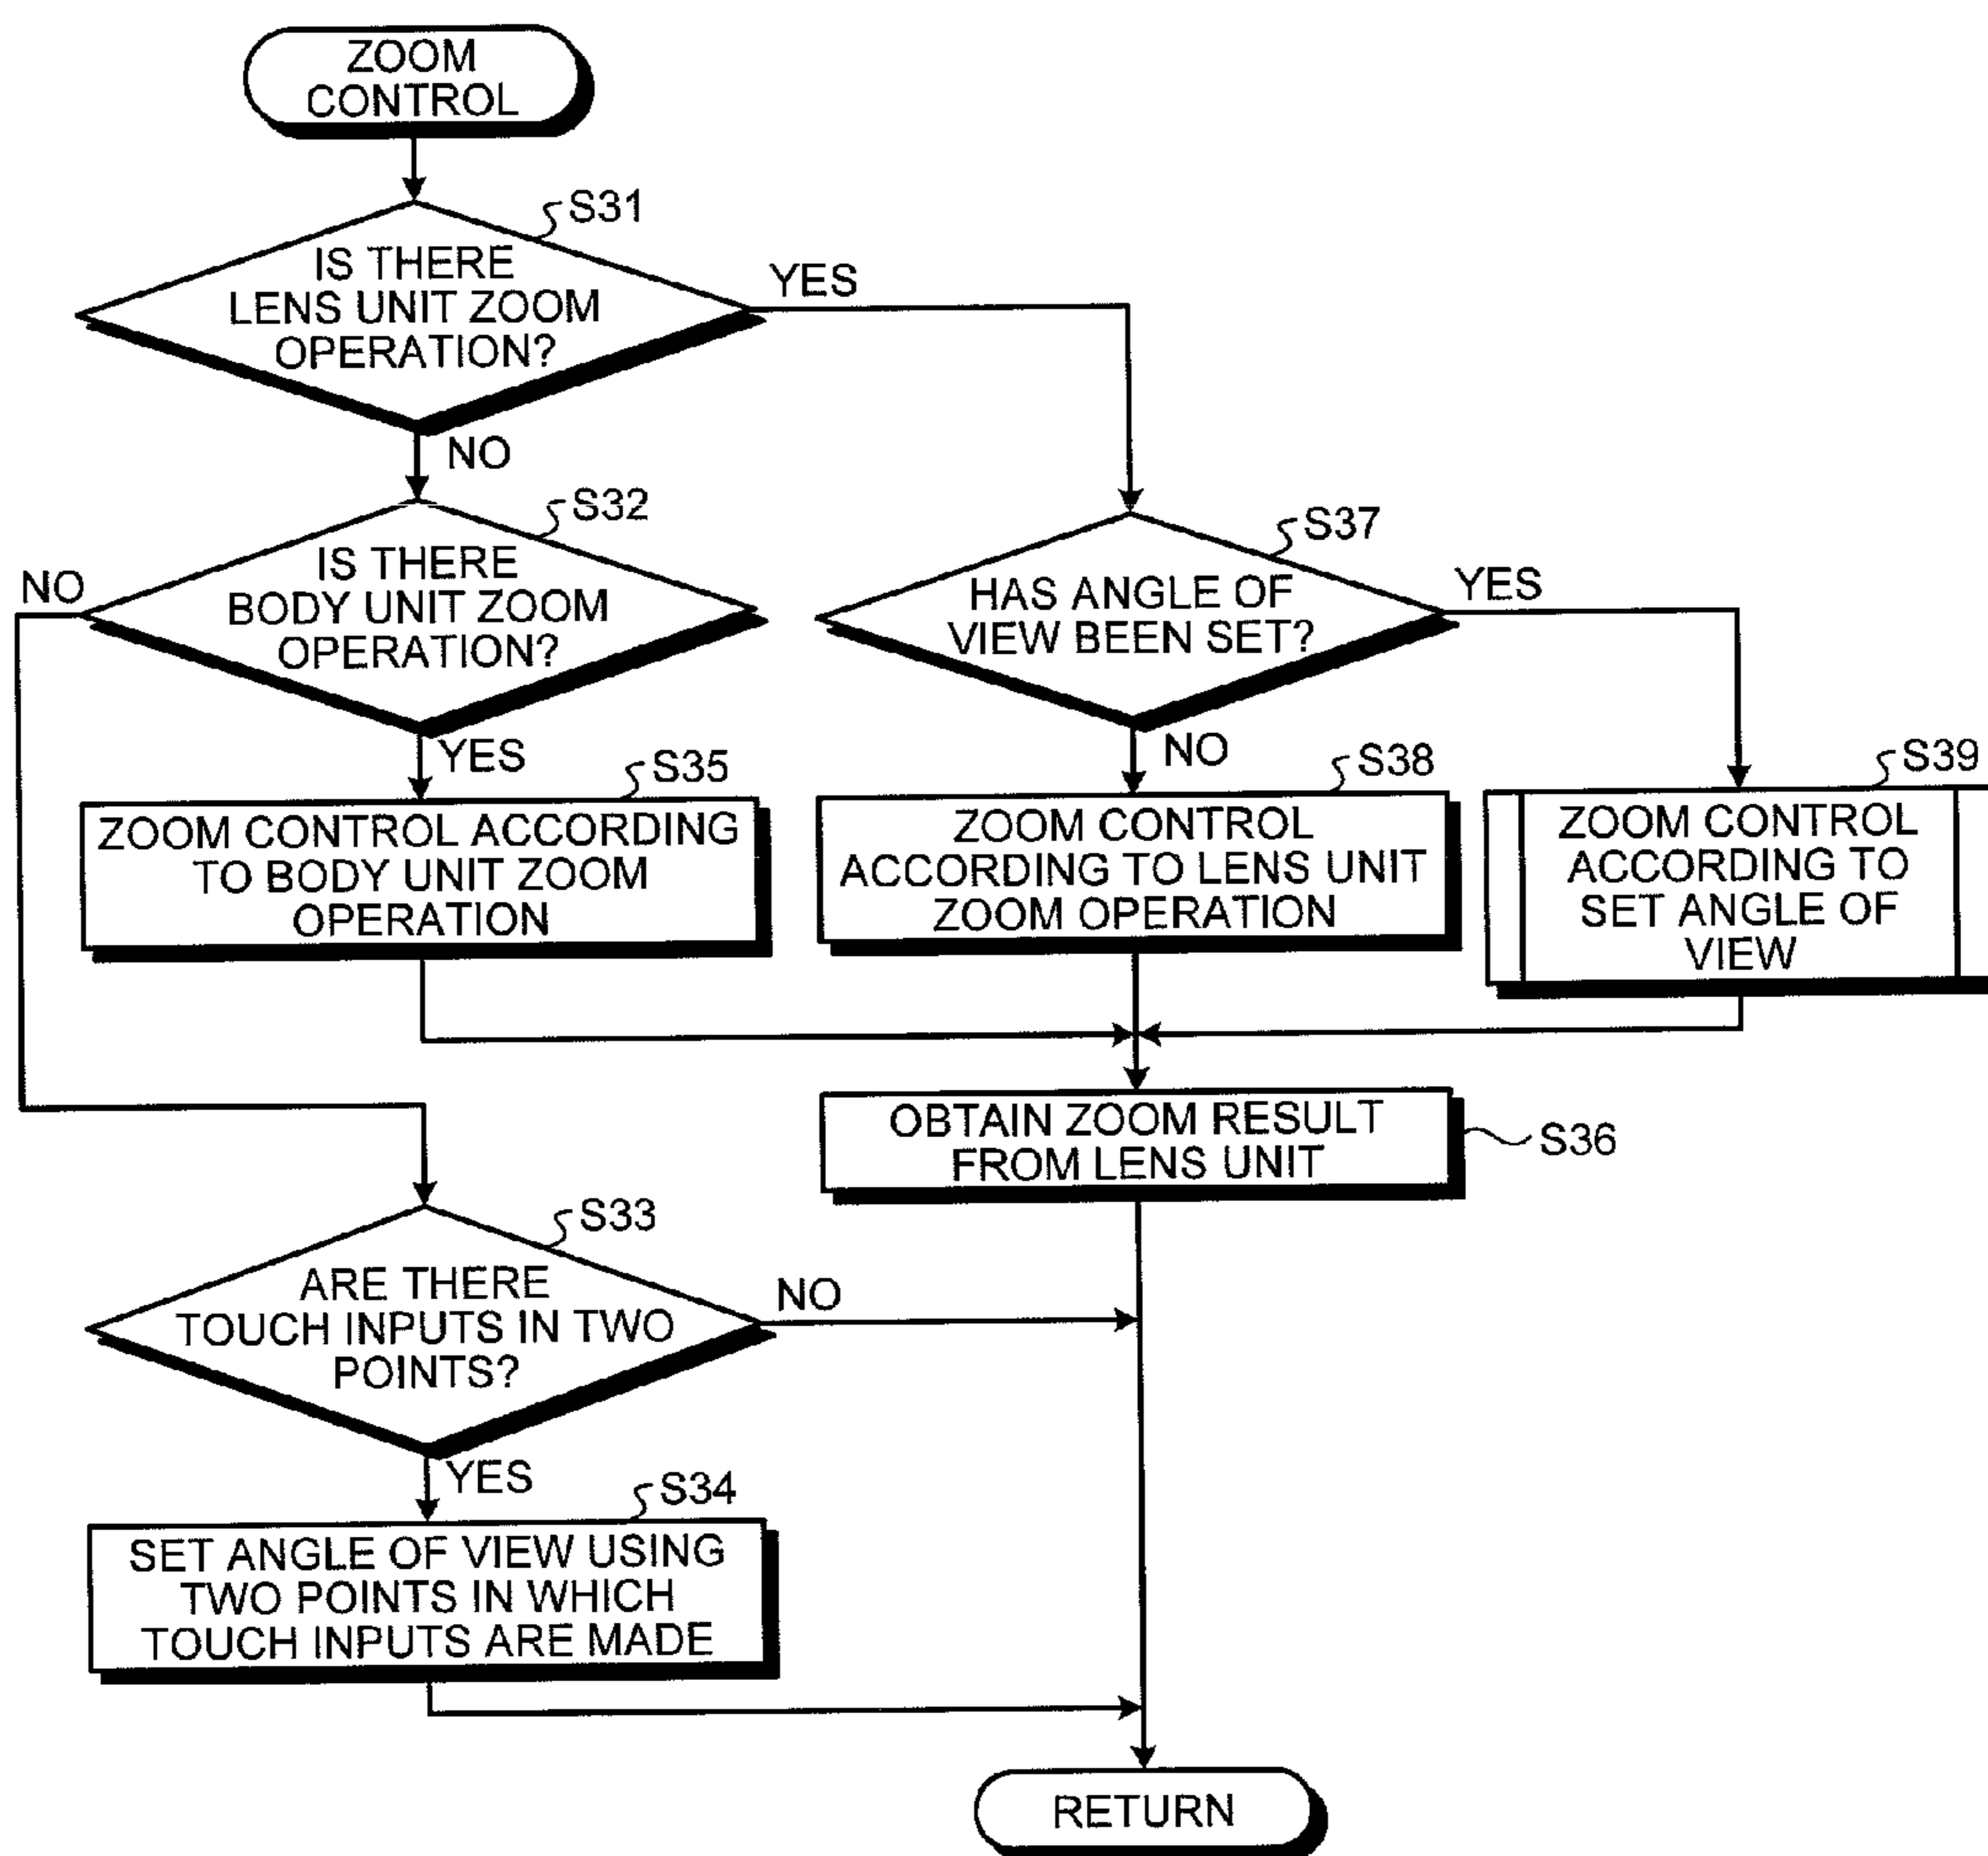 ZOOM
CONTROL
S31
IS THERE
LENS UNIT ZOOM
OPERATION?
YES
NO
S32
IS THERE
BODY UNIT ZOOM
OPERATION?
NO
YES
S37
HAS ANGLE OF
VIEW BEEN SET?
YES
NO
S35
ZOOM CONTROL ACCORDING
TO BODY UNIT ZOOM
OPERATION
S38
ZOOM CONTROL
ACCORDING TO LENS UNIT
ZOOM OPERATION
S39
ZOOM CONTROL
ACCORDING TO
SET ANGLE OF
VIEW
OBTAIN ZOOM RESULT
FROM LENS UNIT
S36
S33
ARE THERE
TOUCH INPUTS IN TWO
POINTS?
NO
YES
S34
SET ANGLE OF VIEW USING
TWO POINTS IN WHICH
TOUCH INPUTS ARE MADE
RETURN